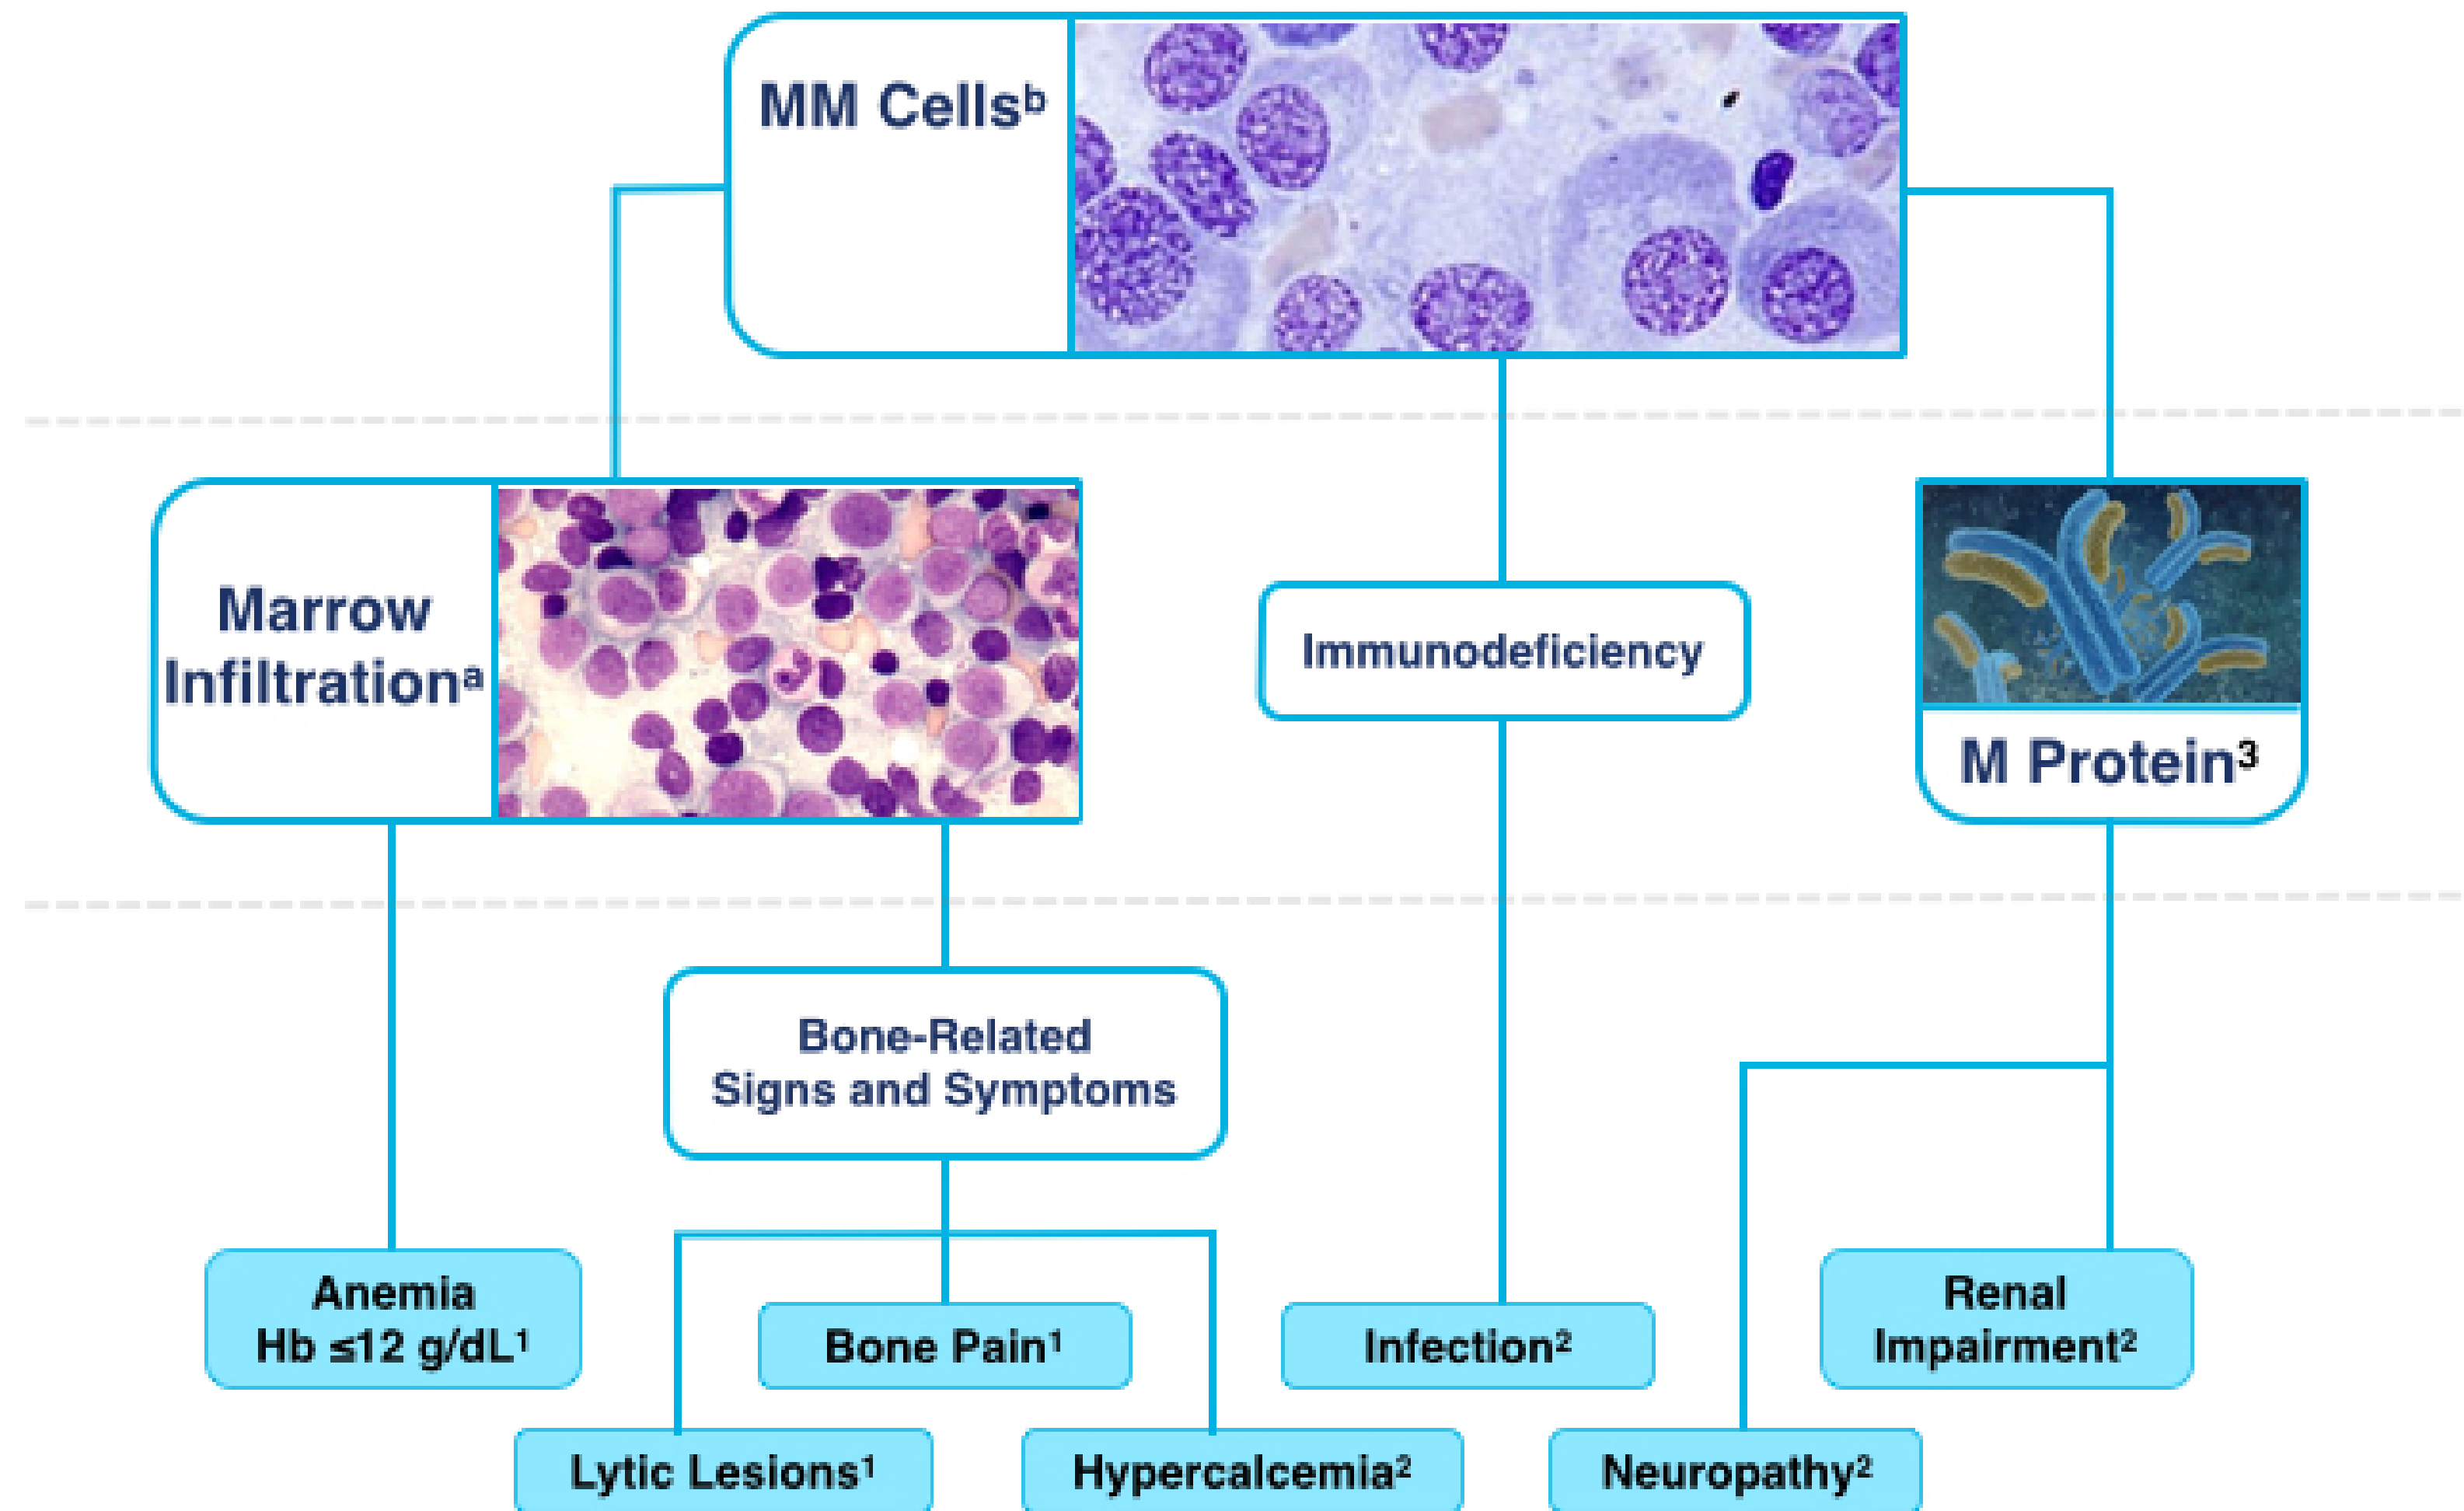 MM Cellsᵇ
Marrow
Infiltrationᵃ
Immunodeficiency
M Protein³
Bone-Related
Signs and Symptoms
Anemia
Hb ≤12 g/dL¹
Bone Pain¹
Infection²
Renal
Impairment²
Lytic Lesions¹
Hypercalcemia²
Neuropathy²